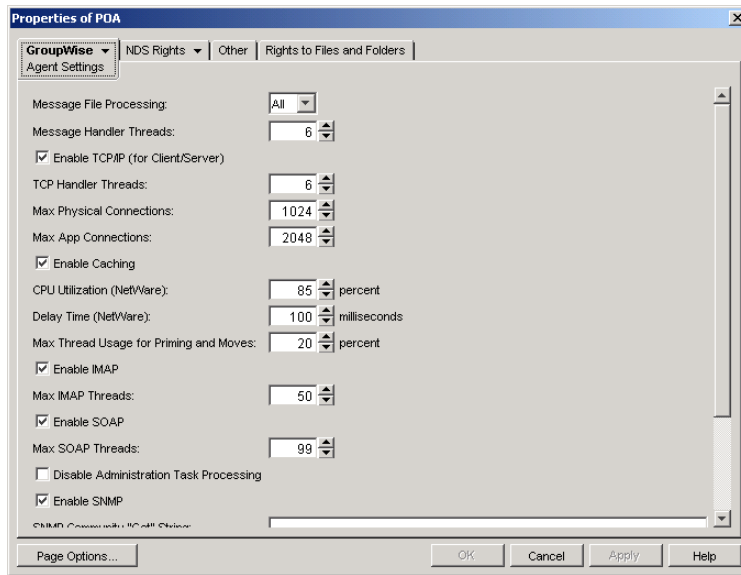 Properties of POA
GroupWise NDS Rights Other Rights to Files and Folders
Agent Settings
Message File Processing: All
Message Handler Threads: 6
Enable TCP/IP (for Client/Server)
TCP Handler Threads: 6
Max Physical Connections: 1024
Max App Connections: 2048
Enable Caching
CPU Utilization (NetWare): 85 percent
Delay Time (NetWare): 100 milliseconds
Max Thread Usage for Priming and Moves: 20 percent
Enable IMAP
Max IMAP Threads: 50
Enable SOAP
Max SOAP Threads: 99
Disable Administration Task Processing
Enable SNMP
SNMP Community "Get" String:
Page Options... OK Cancel Apply Help